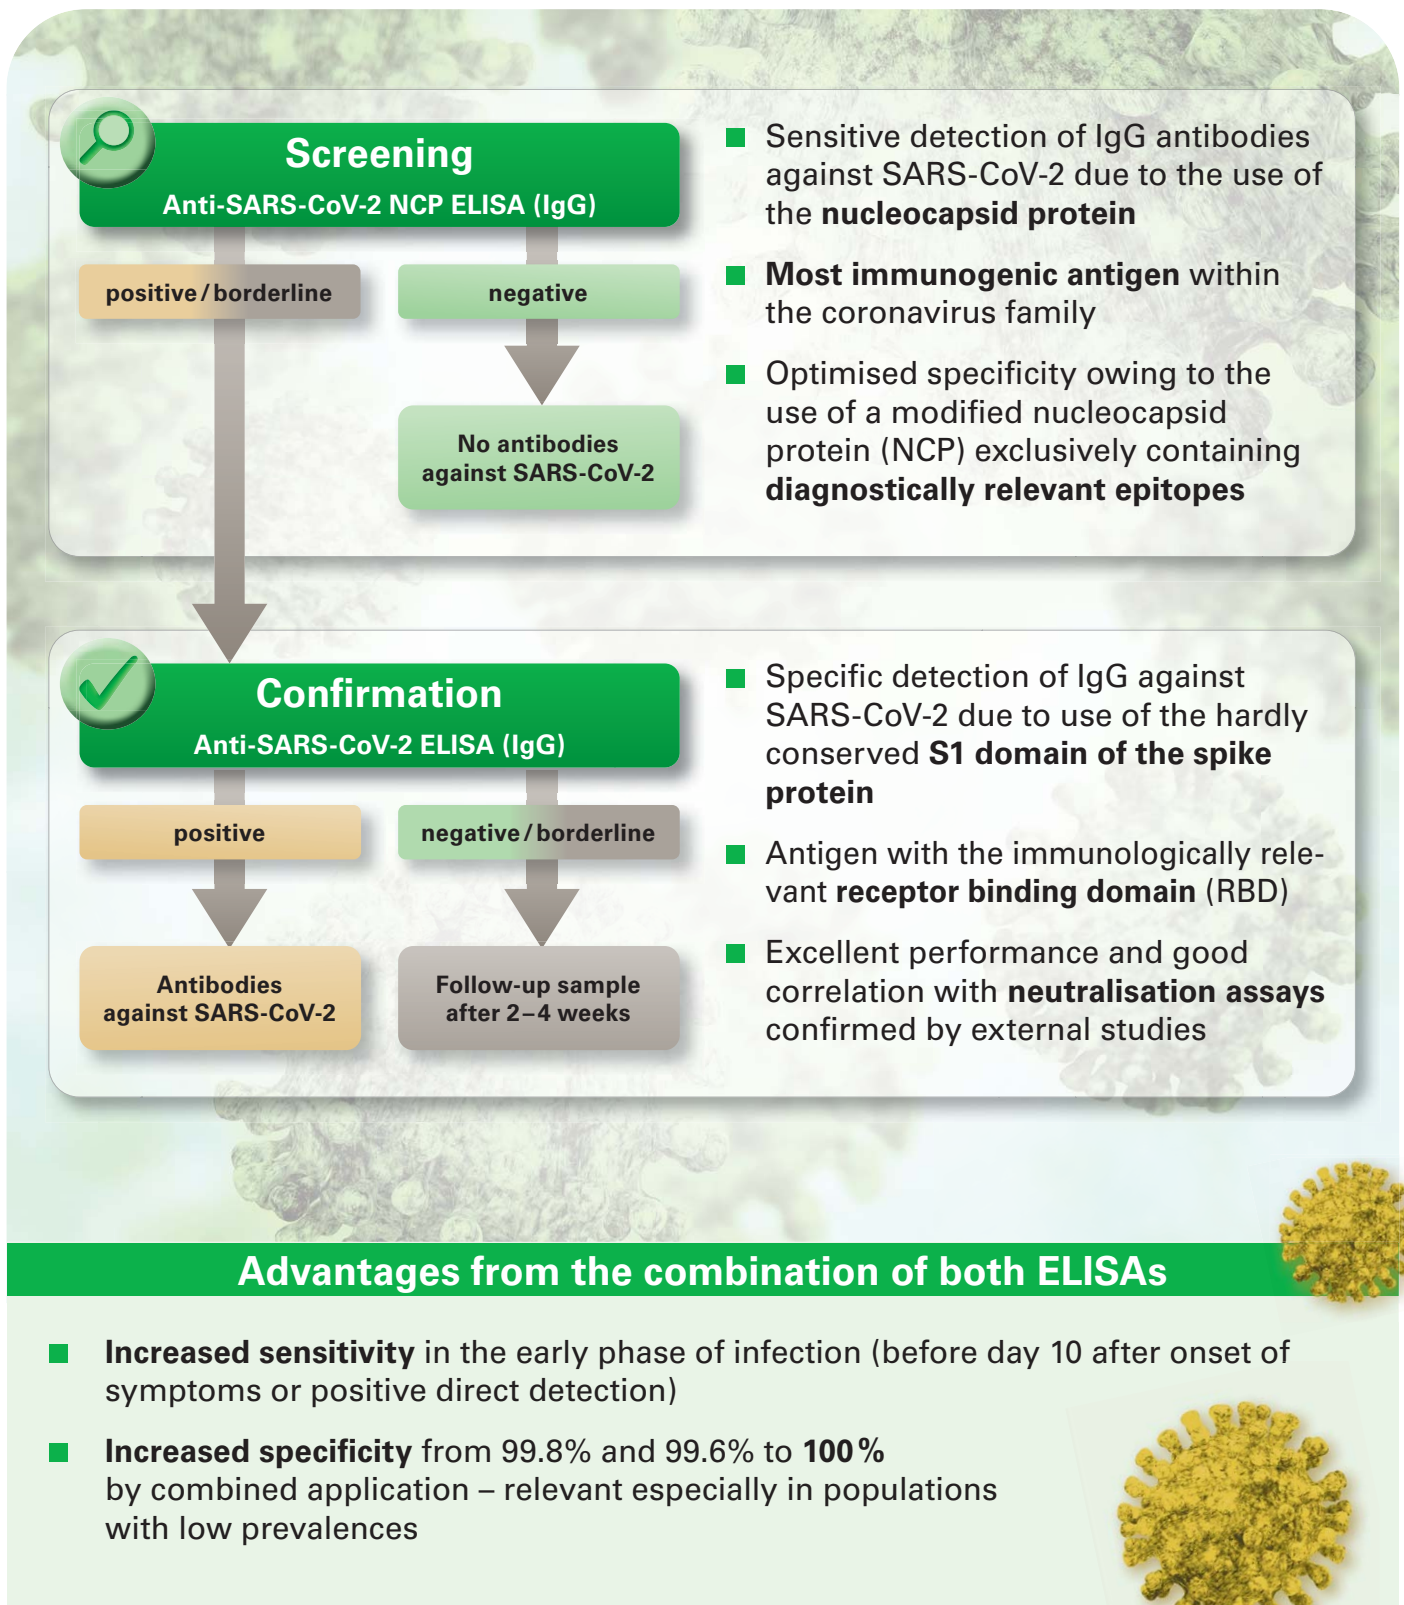 Screening
Anti-SARS-CoV-2 NCP ELISA (IgG)
positive / borderline
negative
No antibodies
against SARS-CoV-2
■ Sensitive detection of IgG antibodies
against SARS-CoV-2 due to the use of
the nucleocapsid protein
■ Most immunogenic antigen within
the coronavirus family
■ Optimised specificity owing to the
use of a modified nucleocapsid
protein (NCP) exclusively containing
diagnostically relevant epitopes
Confirmation
Anti-SARS-CoV-2 ELISA (IgG)
positive
negative / borderline
Antibodies
against SARS-CoV-2
Follow-up sample
after 2–4 weeks
■ Specific detection of IgG against
SARS-CoV-2 due to use of the hardly
conserved S1 domain of the spike
protein
■ Antigen with the immunologically rele-
vant receptor binding domain (RBD)
■ Excellent performance and good
correlation with neutralisation assays
confirmed by external studies
Advantages from the combination of both ELISAs
■ Increased sensitivity in the early phase of infection (before day 10 after onset of
symptoms or positive direct detection)
■ Increased specificity from 99.8% and 99.6% to 100 %
by combined application – relevant especially in populations
with low prevalences